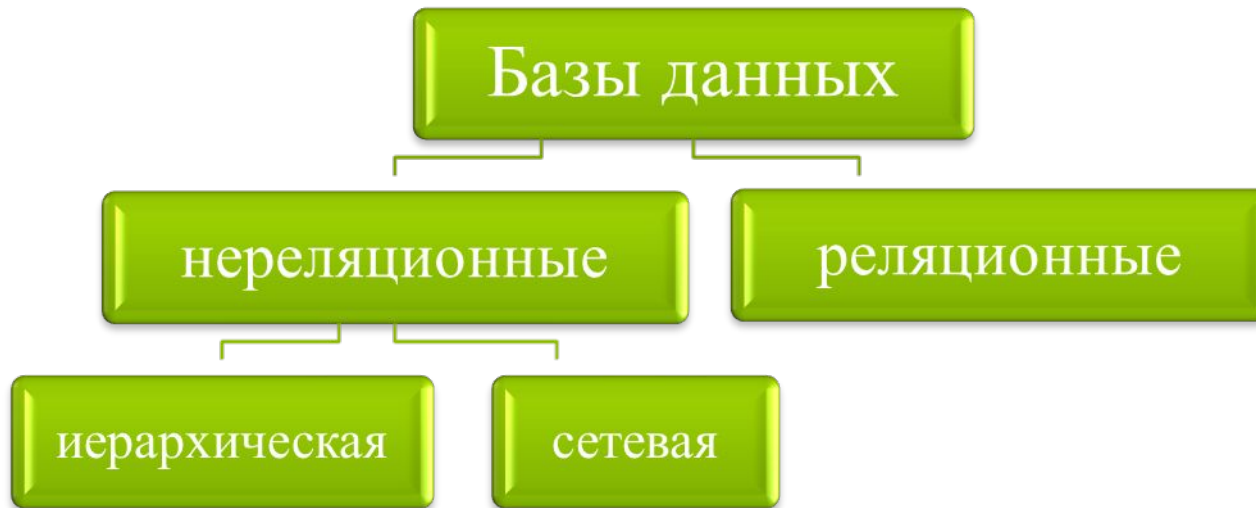 Базы данных
нереляционные
реляционные
иерархическая
сетевая